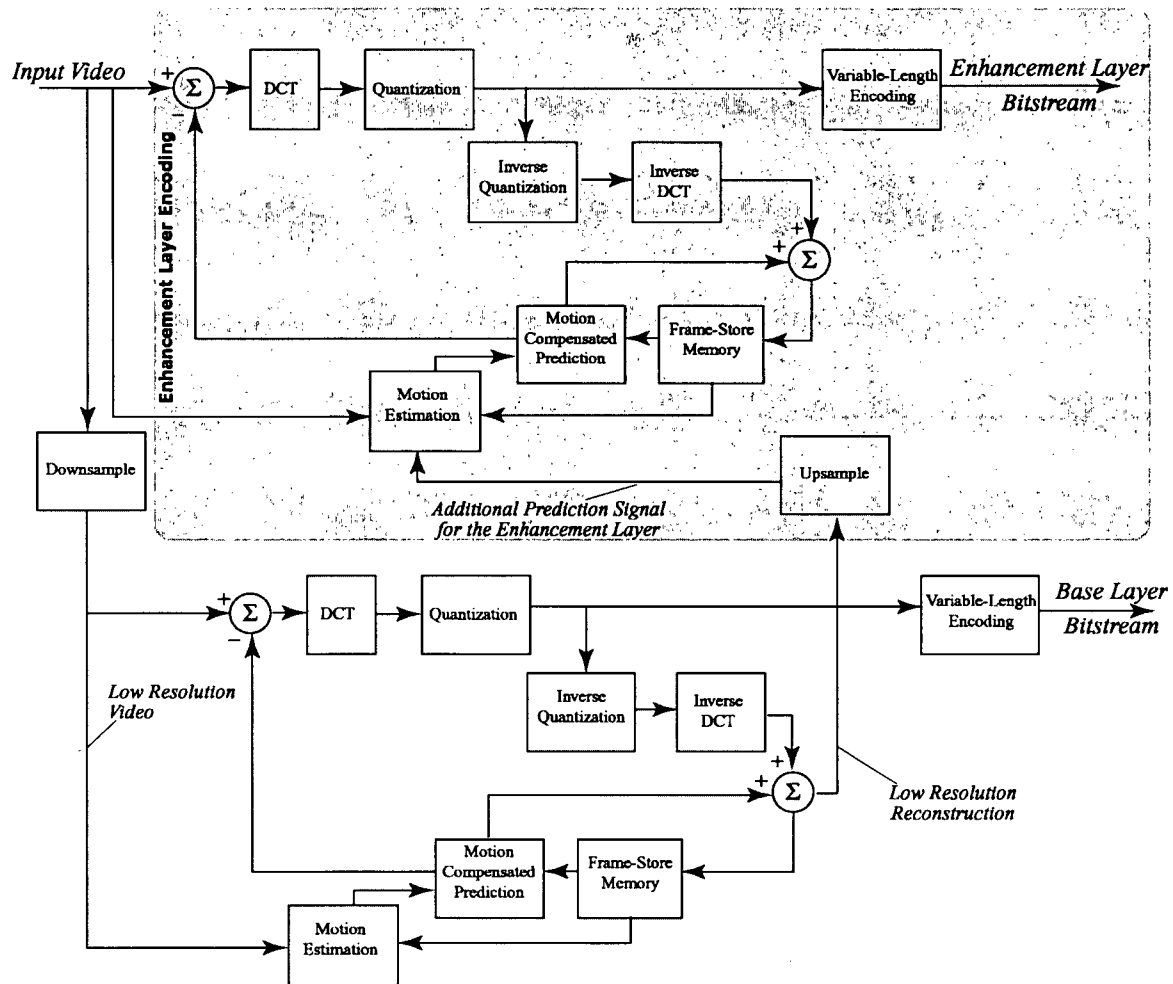 Input Video
+
Σ
−
DCT
Quantization
Variable-Length
Encoding
Enhancement Layer
Bitstream
Inverse
Quantization
Inverse
DCT
+
+
Σ
Enhancement Layer Encoding
Motion
Compensated
Prediction
Frame-Store
Memory
Motion
Estimation
Downsample
Upsample
Additional Prediction Signal
for the Enhancement Layer
+
Σ
−
DCT
Quantization
Variable-Length
Encoding
Base Layer
Bitstream
Low Resolution
Video
Inverse
Quantization
Inverse
DCT
+
+
Σ
Low Resolution
Reconstruction
Motion
Compensated
Prediction
Frame-Store
Memory
Motion
Estimation